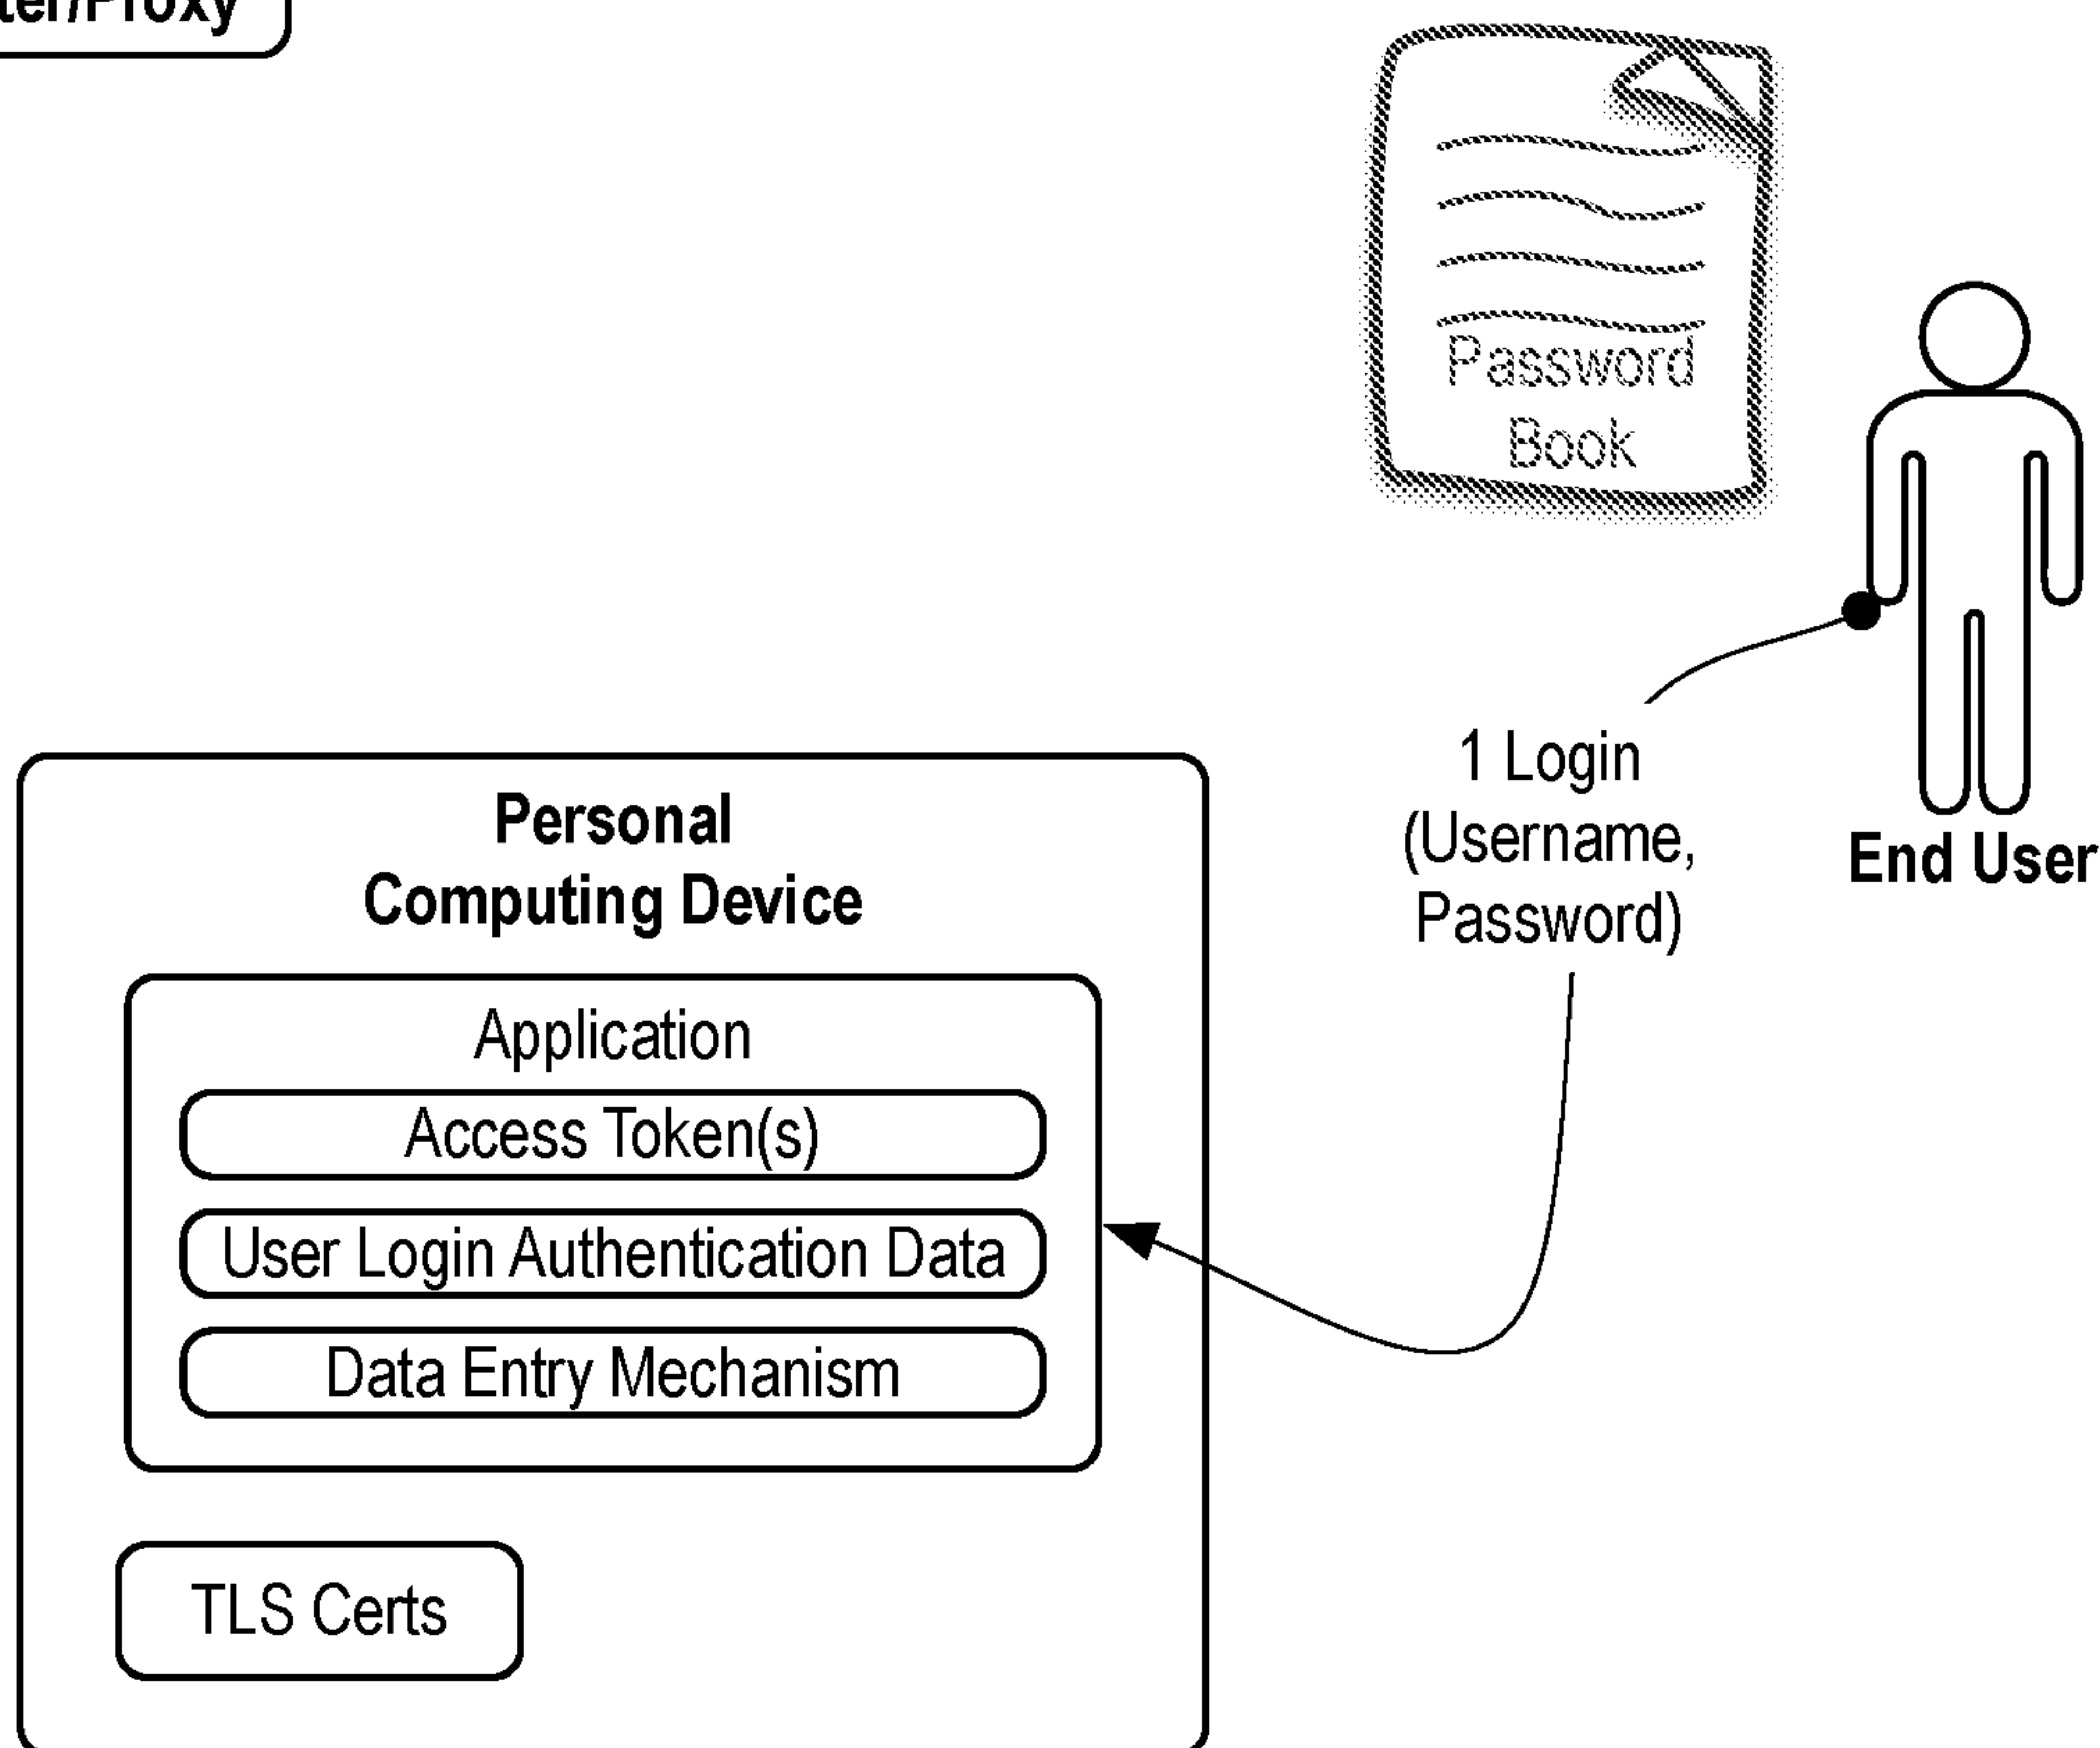 Password
Book
1 Login
(Username,
Password)
End User
Personal
Computing Device
Application
Access Token(s)
User Login Authentication Data
Data Entry Mechanism
TLS Certs